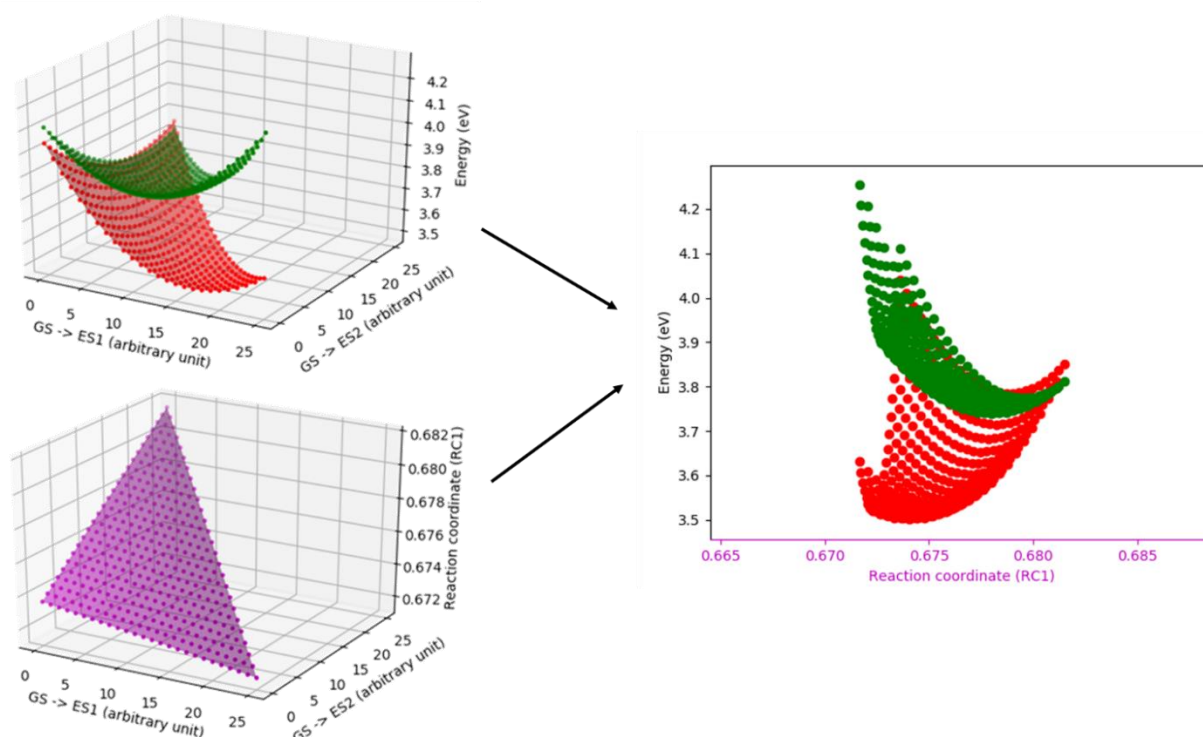 4.2
4.1
4.0
3.9
3.8
3.7
3.6
3.5
Energy (eV)
0 5 10 15 20 25
GS -> ES1 (arbitrary unit)
0 5 10 15 20 25
GS -> ES2 (arbitrary unit)
0.682
0.680
0.678
0.676
0.674
0.672
Reaction coordinate (RC1)
0 5 10 15 20 25
GS -> ES1 (arbitrary unit)
0 5 10 15 20 25
GS -> ES2 (arbitrary unit)
4.2
4.1
4.0
3.9
3.8
3.7
3.6
3.5
Energy (eV)
0.665 0.670 0.675 0.680 0.685
Reaction coordinate (RC1)